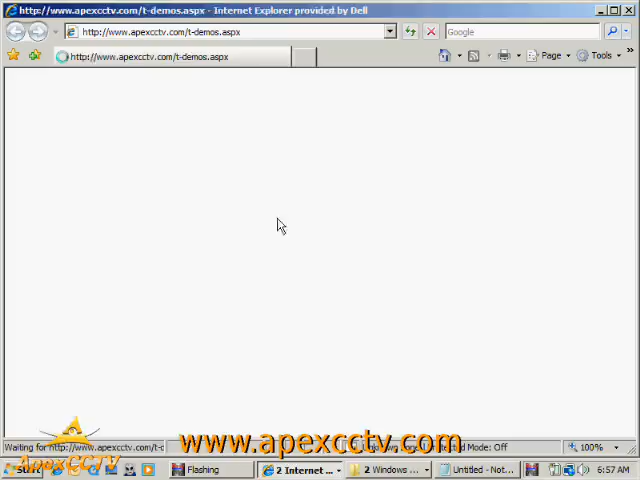 http://www.apexcctv.com/t-demos.aspx - Internet Explorer provided by Dell
http://www.apexcctv.com/t-demos.aspx
Google
http://www.apexcctv.com/t-demos.aspx
Page
Tools
Waiting for http://www.apexcctv.com/t-d
Mode: Off
100%
www.apexcctv.com
ApexCCTV
Start
Flashing
2 Internet ...
2 Windows ...
Untitled - Not...
6:57 AM